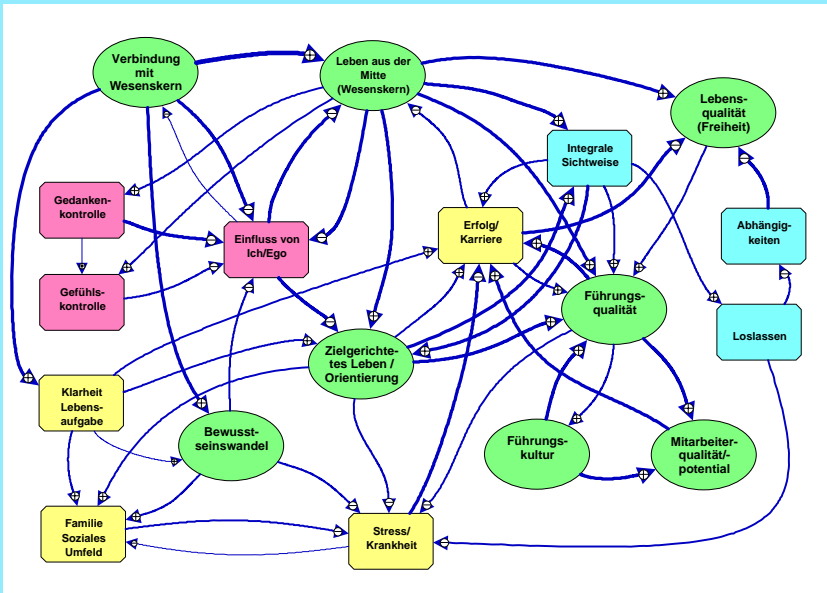 Verbindung
mit
Wesenskern
Leben aus der
Mitte
(Wesenskern)
Lebens-
qualität
(Freiheit)
Integrale
Sichtweise
Gedanken-
kontrolle
Einfluss von
Ich/Ego
Erfolg/
Karriere
Abhängig-
keiten
Gefühls-
kontrolle
Führungs-
qualität
Loslassen
Zielgerichte-
tes Leben /
Orientierung
Klarheit
Lebens-
aufgabe
Bewusst-
seinswandel
Führungs-
kultur
Mitarbeiter-
qualität/-
potential
Familie
Soziales
Umfeld
Stress/
Krankheit